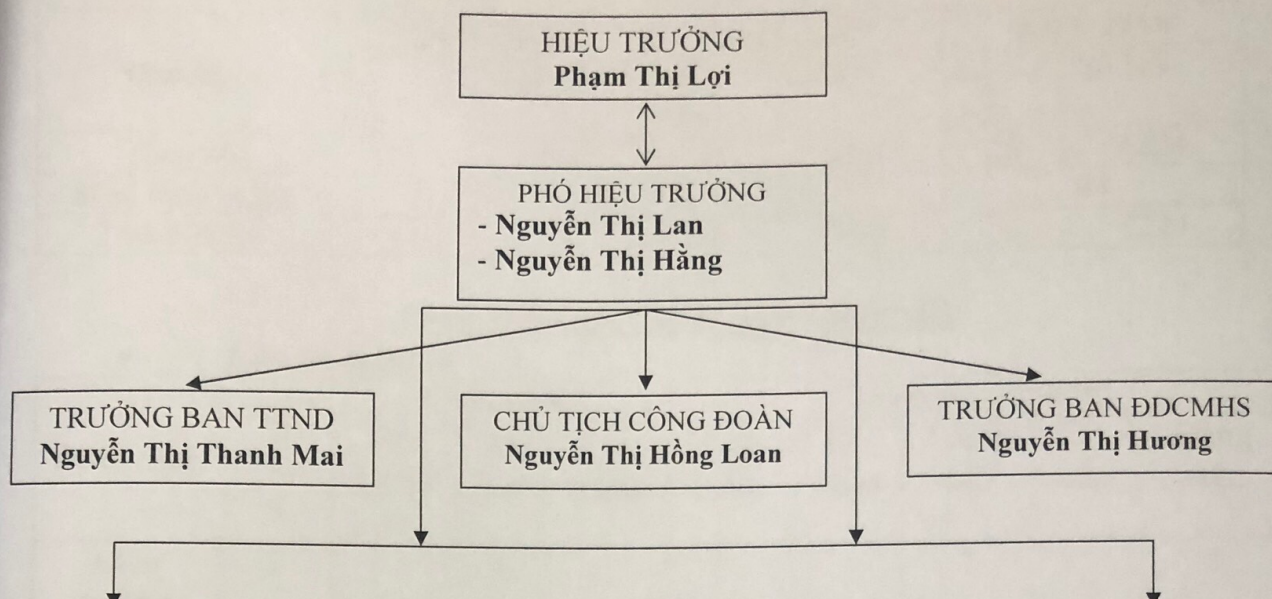 HIỆU TRƯỞNG
Phạm Thị Lợi
PHÓ HIỆU TRƯỞNG
- Nguyễn Thị Lan
- Nguyễn Thị Hằng
TRƯỞNG BAN TTND
Nguyễn Thị Thanh Mai
CHỦ TỊCH CÔNG ĐOÀN
Nguyễn Thị Hồng Loan
TRƯỞNG BAN ĐDCMHS
Nguyễn Thị Hương